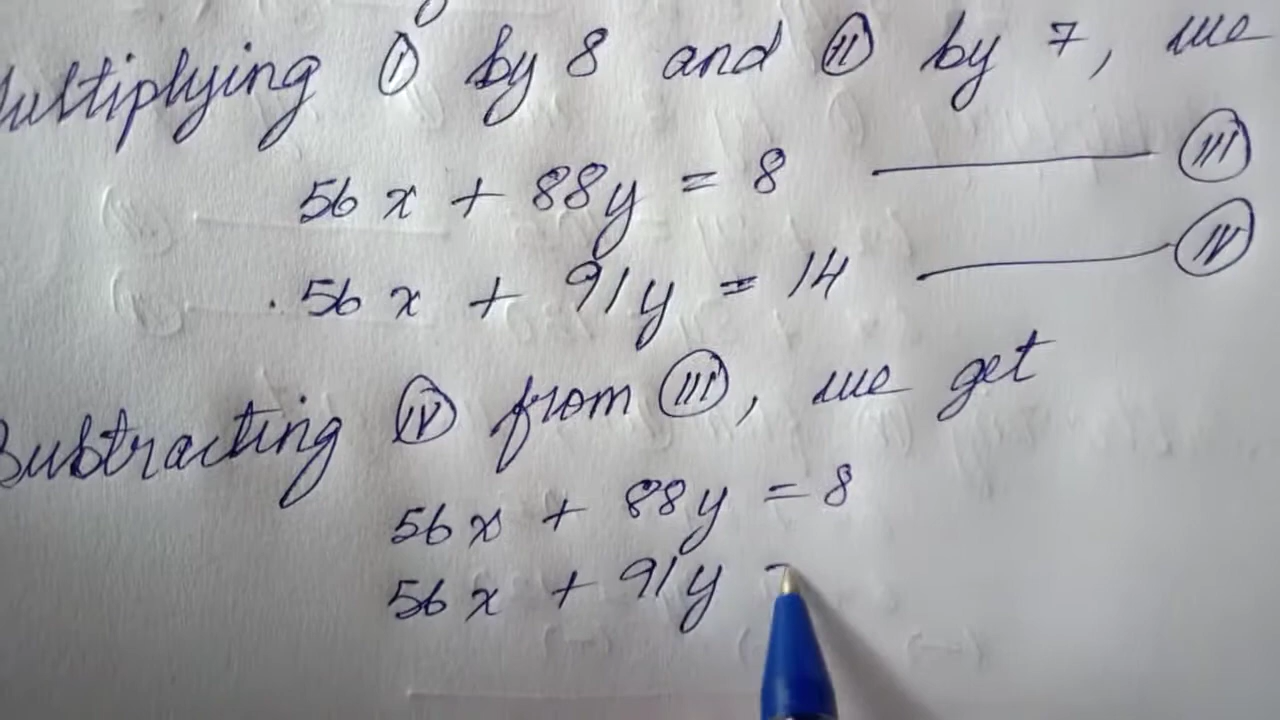 Multiplying (I) by 8 and (II) by 7, we
56x + 88y = 8 (III)
56x + 91y = 14 (IV)
Subtracting (IV) from (III), we get
56x + 88y = 8
56x + 91y